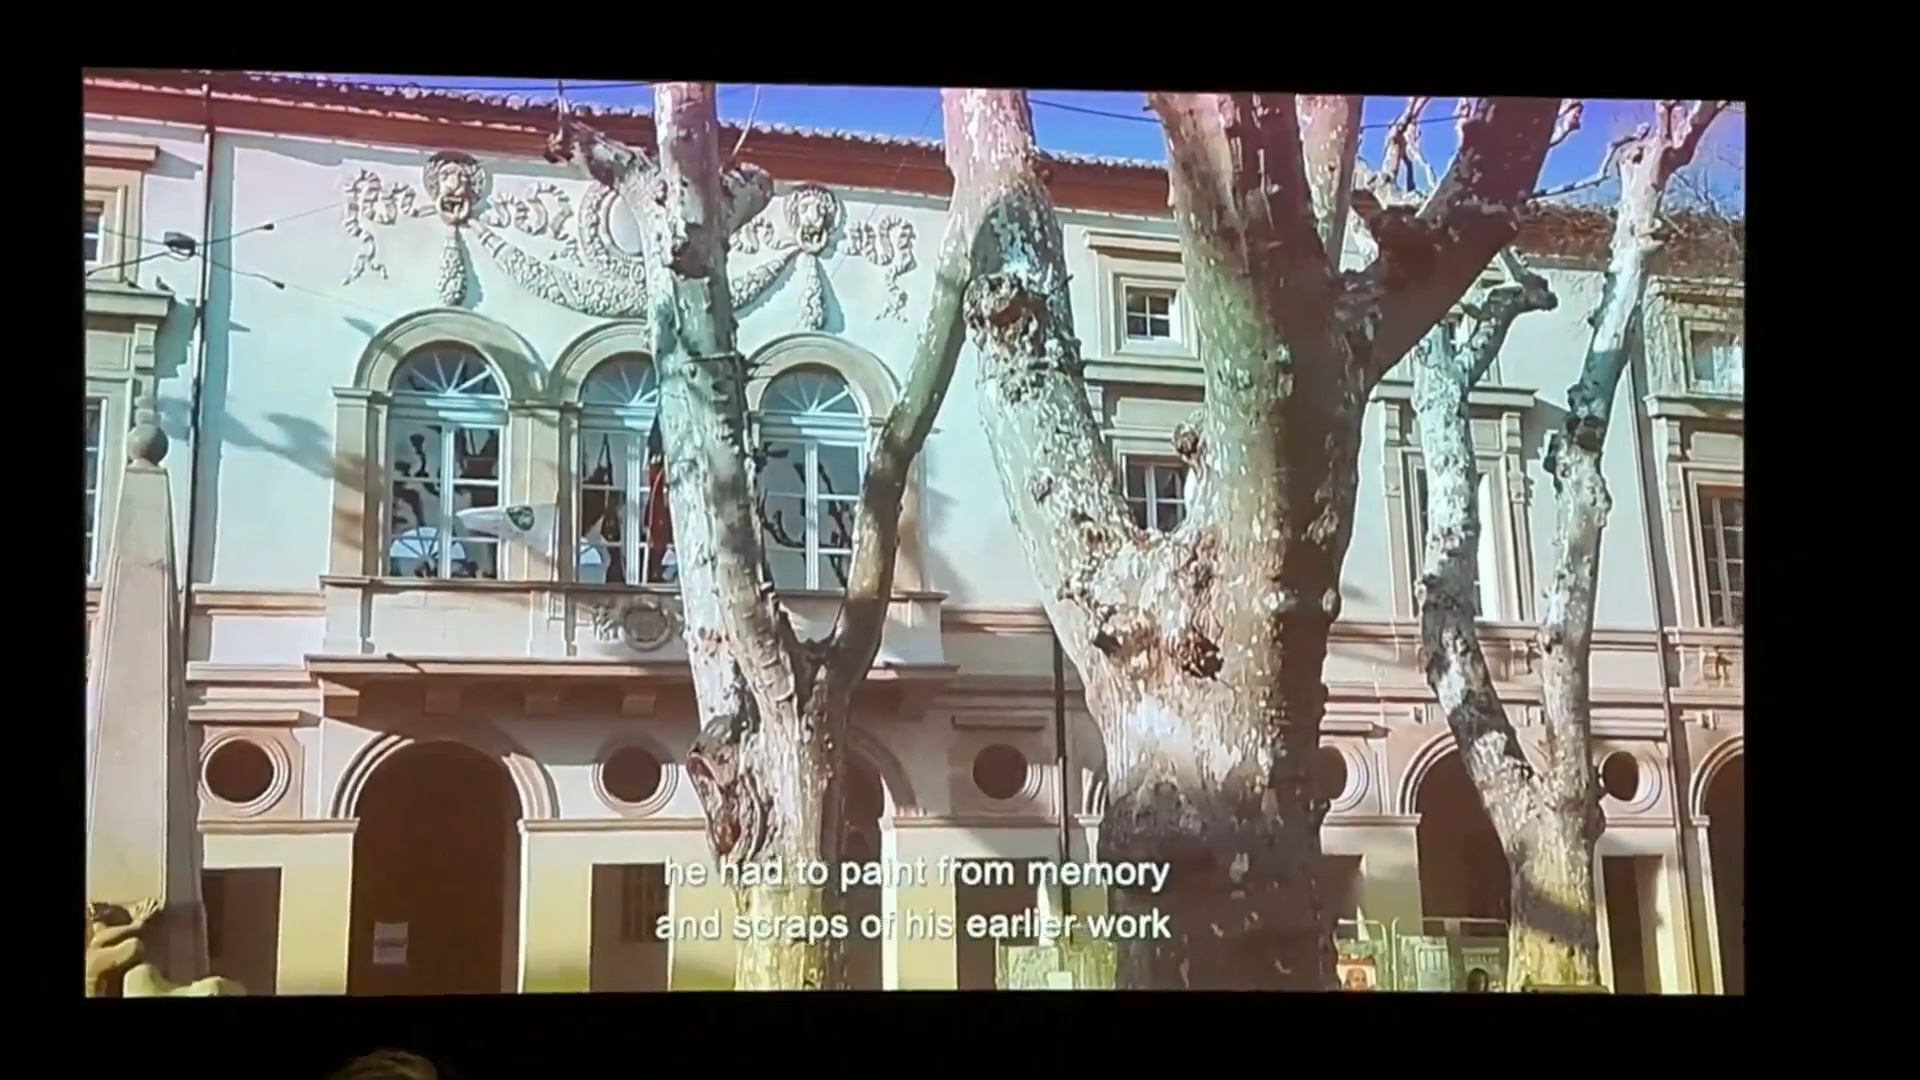 he had to paint from memory
and scraps of his earlier work